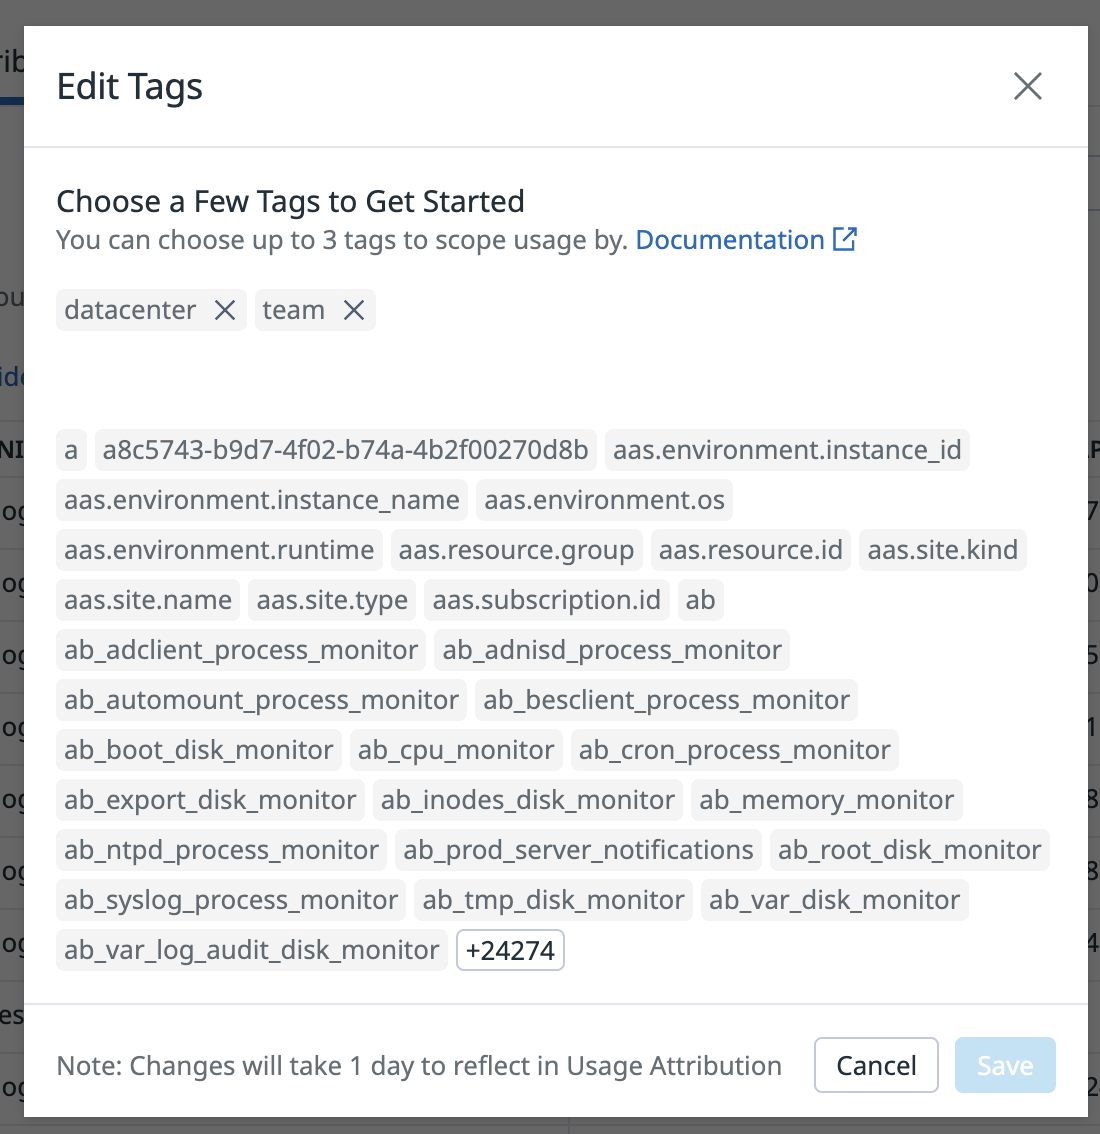 Edit Tags
Choose a Few Tags to Get Started
You can choose up to 3 tags to scope usage by. Documentation
datacenter team
a a8c5743-b9d7-4f02-b74a-4b2f00270d8b aas.environment.instance_id
aas.environment.instance_name aas.environment.os
aas.environment.runtime aas.resource.group aas.resource.id aas.site.kind
aas.site.name aas.site.type aas.subscription.id ab
ab_adclient_process_monitor ab_adnisd_process_monitor
ab_automount_process_monitor ab_besclient_process_monitor
ab_boot_disk_monitor ab_cpu_monitor ab_cron_process_monitor
ab_export_disk_monitor ab_inodes_disk_monitor ab_memory_monitor
ab_ntpd_process_monitor ab_prod_server_notifications ab_root_disk_monitor
ab_syslog_process_monitor ab_tmp_disk_monitor ab_var_disk_monitor
ab_var_log_audit_disk_monitor +24274
Note: Changes will take 1 day to reflect in Usage Attribution Cancel Save